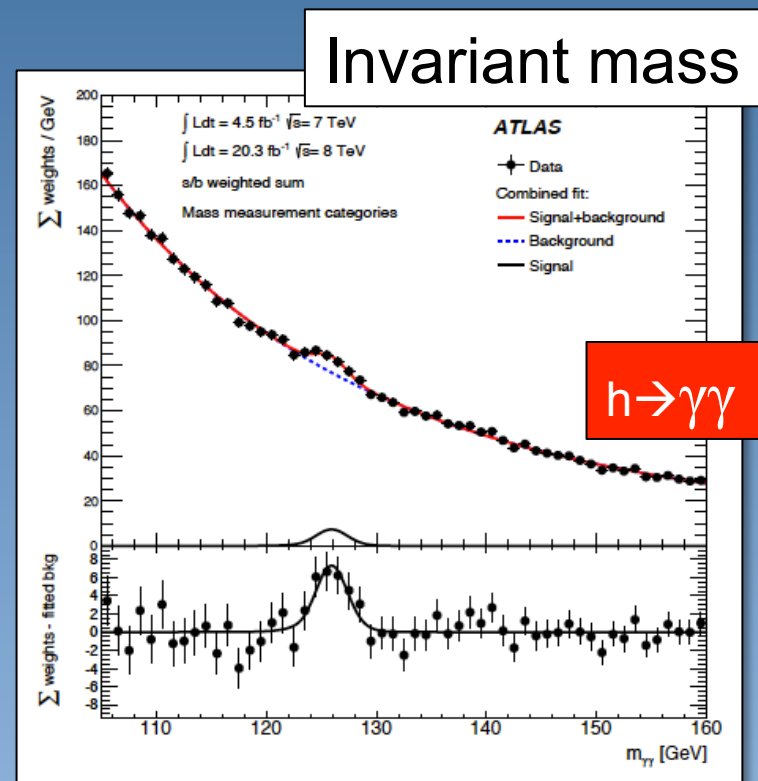 Invariant mass
∑ weights / GeV
200
180
160
140
120
100
80
60
40
20
0
∫ Ldt = 4.5 fb⁻¹ √s= 7 TeV
∫ Ldt = 20.3 fb⁻¹ √s= 8 TeV
s/b weighted sum
Mass measurement categories
ATLAS
Data
Combined fit:
Signal+background
Background
Signal
h→γγ
∑ weights - fitted bkg
8
6
4
2
0
-2
-4
-6
-8
110 120 130 140 150 160
mγγ [GeV]